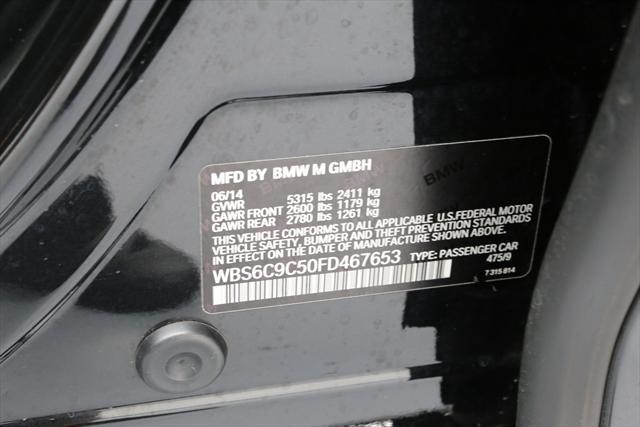 MFD BY BMW M GMBH
06/14
GVWR 5315 lbs 2411 kg
GAWR FRONT 2600 lbs 1179 kg
GAWR REAR 2780 lbs 1261 kg
THIS VEHICLE CONFORMS TO ALL APPLICABLE U.S.FEDERAL MOTOR
VEHICLE SAFETY, BUMPER AND THEFT PREVENTION STANDARDS
IN EFFECT ON THE DATE OF MANUFACTURE SHOWN ABOVE.
WBS6C9C50FD467653 TYPE: PASSENGER CAR
475/9
7 315 814
BMW